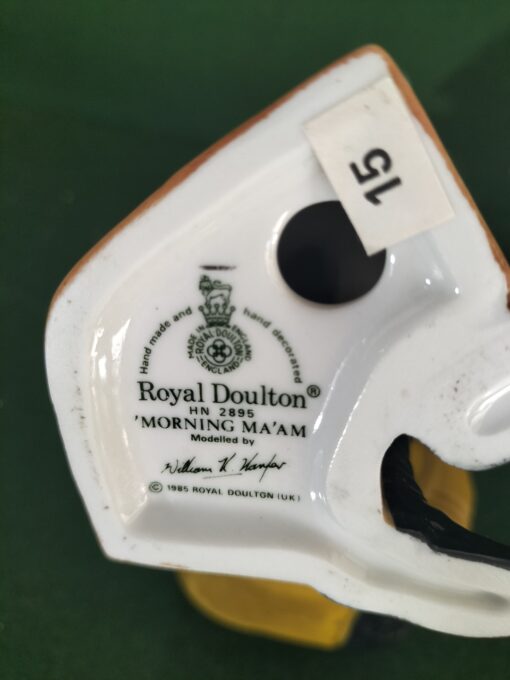 15
Hand made and hand decorated
MADE IN ENGLAND
ROYAL DOULTON
ENGLAND
Royal Doulton®
HN 2895
'MORNING MA'AM
Modelled by
William K Harper
© 1985 ROYAL DOULTON (UK)